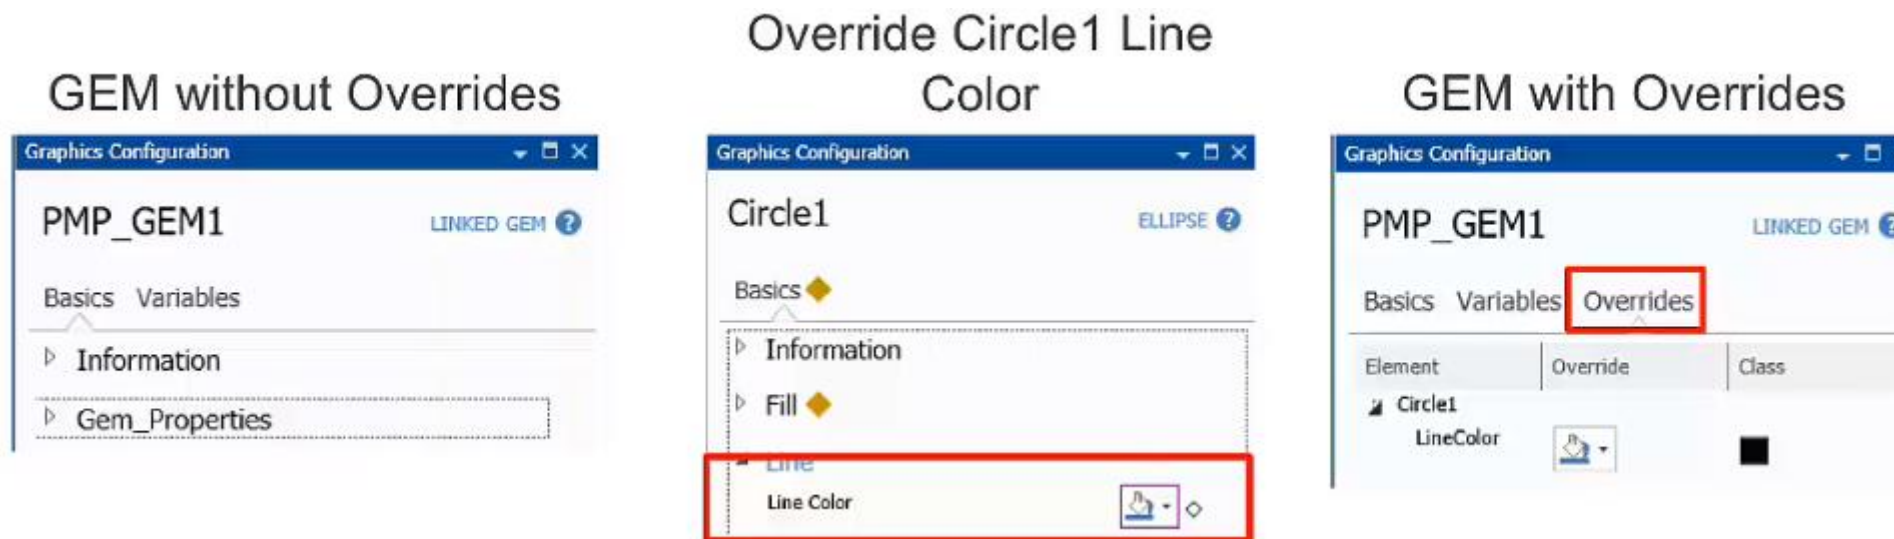 GEM without Overrides
Graphics Configuration
PMP_GEM1
LINKED GEM ?
Basics Variables
Information
Gem_Properties
Override Circle1 Line
Color
Graphics Configuration
Circle1
ELLIPSE ?
Basics
Information
Fill
Line
Line Color
GEM with Overrides
Graphics Configuration
PMP_GEM1
LINKED GEM ?
Basics Variables Overrides
Element Override Class
Circle1
LineColor